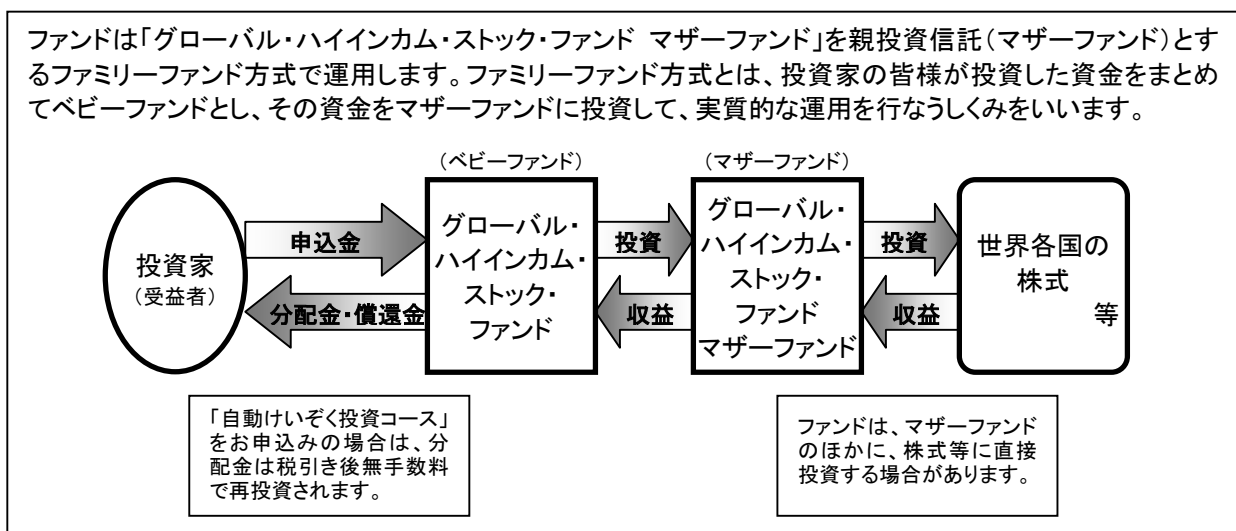 ファンドは「グローバル・ハイインカム・ストック・ファンド マザーファンド」を親投資信託（マザーファンド）とす
るファミリーファンド方式で運用します。ファミリーファンド方式とは、投資家の皆様が投資した資金をまとめ
てベビーファンドとし、その資金をマザーファンドに投資して、実質的な運用を行なうしくみをいいます。
（ベビーファンド）
（マザーファンド）
投資家
（受益者）
申込金
分配金・償還金
グローバル・
ハイインカム・
ストック・
ファンド
投資
収益
グローバル・
ハイインカム・
ストック・
ファンド
マザーファンド
投資
収益
世界各国の
株式
等
「自動けいぞく投資コース」
をお申込みの場合は、分
配金は税引き後無手数料
で再投資されます。
ファンドは、マザーファンド
のほかに、株式等に直接
投資する場合があります。